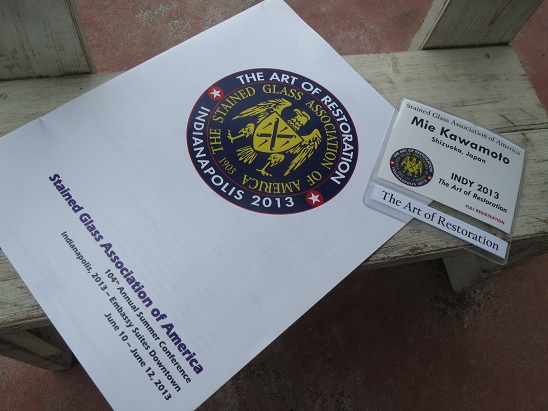 THE ART OF RESTORATION
THE STAINED GLASS ASSOCIATION OF AMERICA
1903
INDIANAPOLIS 2013
Stained Glass Association of America
104th Annual Summer Conference
Indianapolis, 2013 – Embassy Suites Downtown
June 10 – June 12, 2013
Stained Glass Association of America
Mie Kawamoto
Shizuoka, Japan
INDY 2013
The Art of Restoration
FULL REGISTRATION
The Art of Restoration